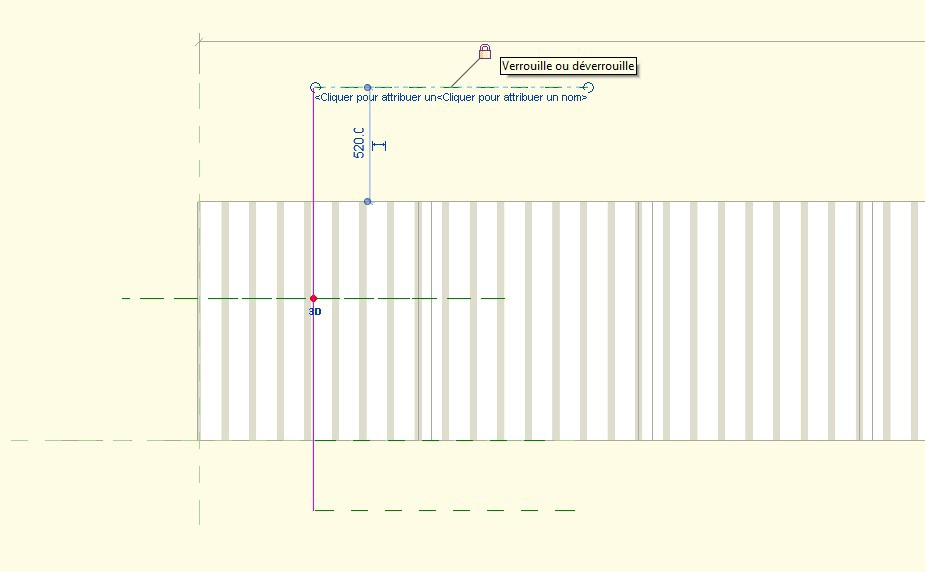 Verrouille ou déverrouille
<Cliquer pour attribuer un<Cliquer pour attribuer un nom>
520.0
3D